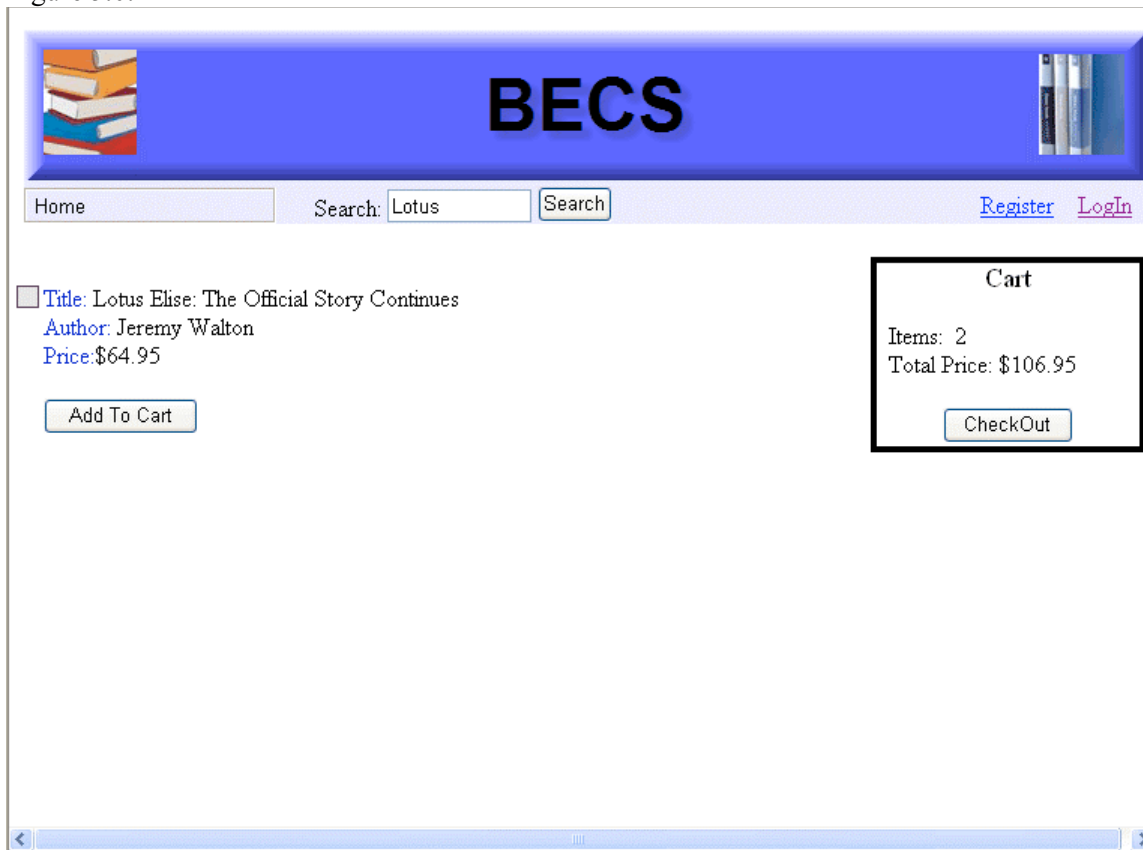 BECS
Home Search: Lotus Search Register LogIn
Title: Lotus Elise: The Official Story Continues
Author: Jeremy Walton
Price:$64.95
Add To Cart
Cart
Items: 2
Total Price: $106.95
CheckOut